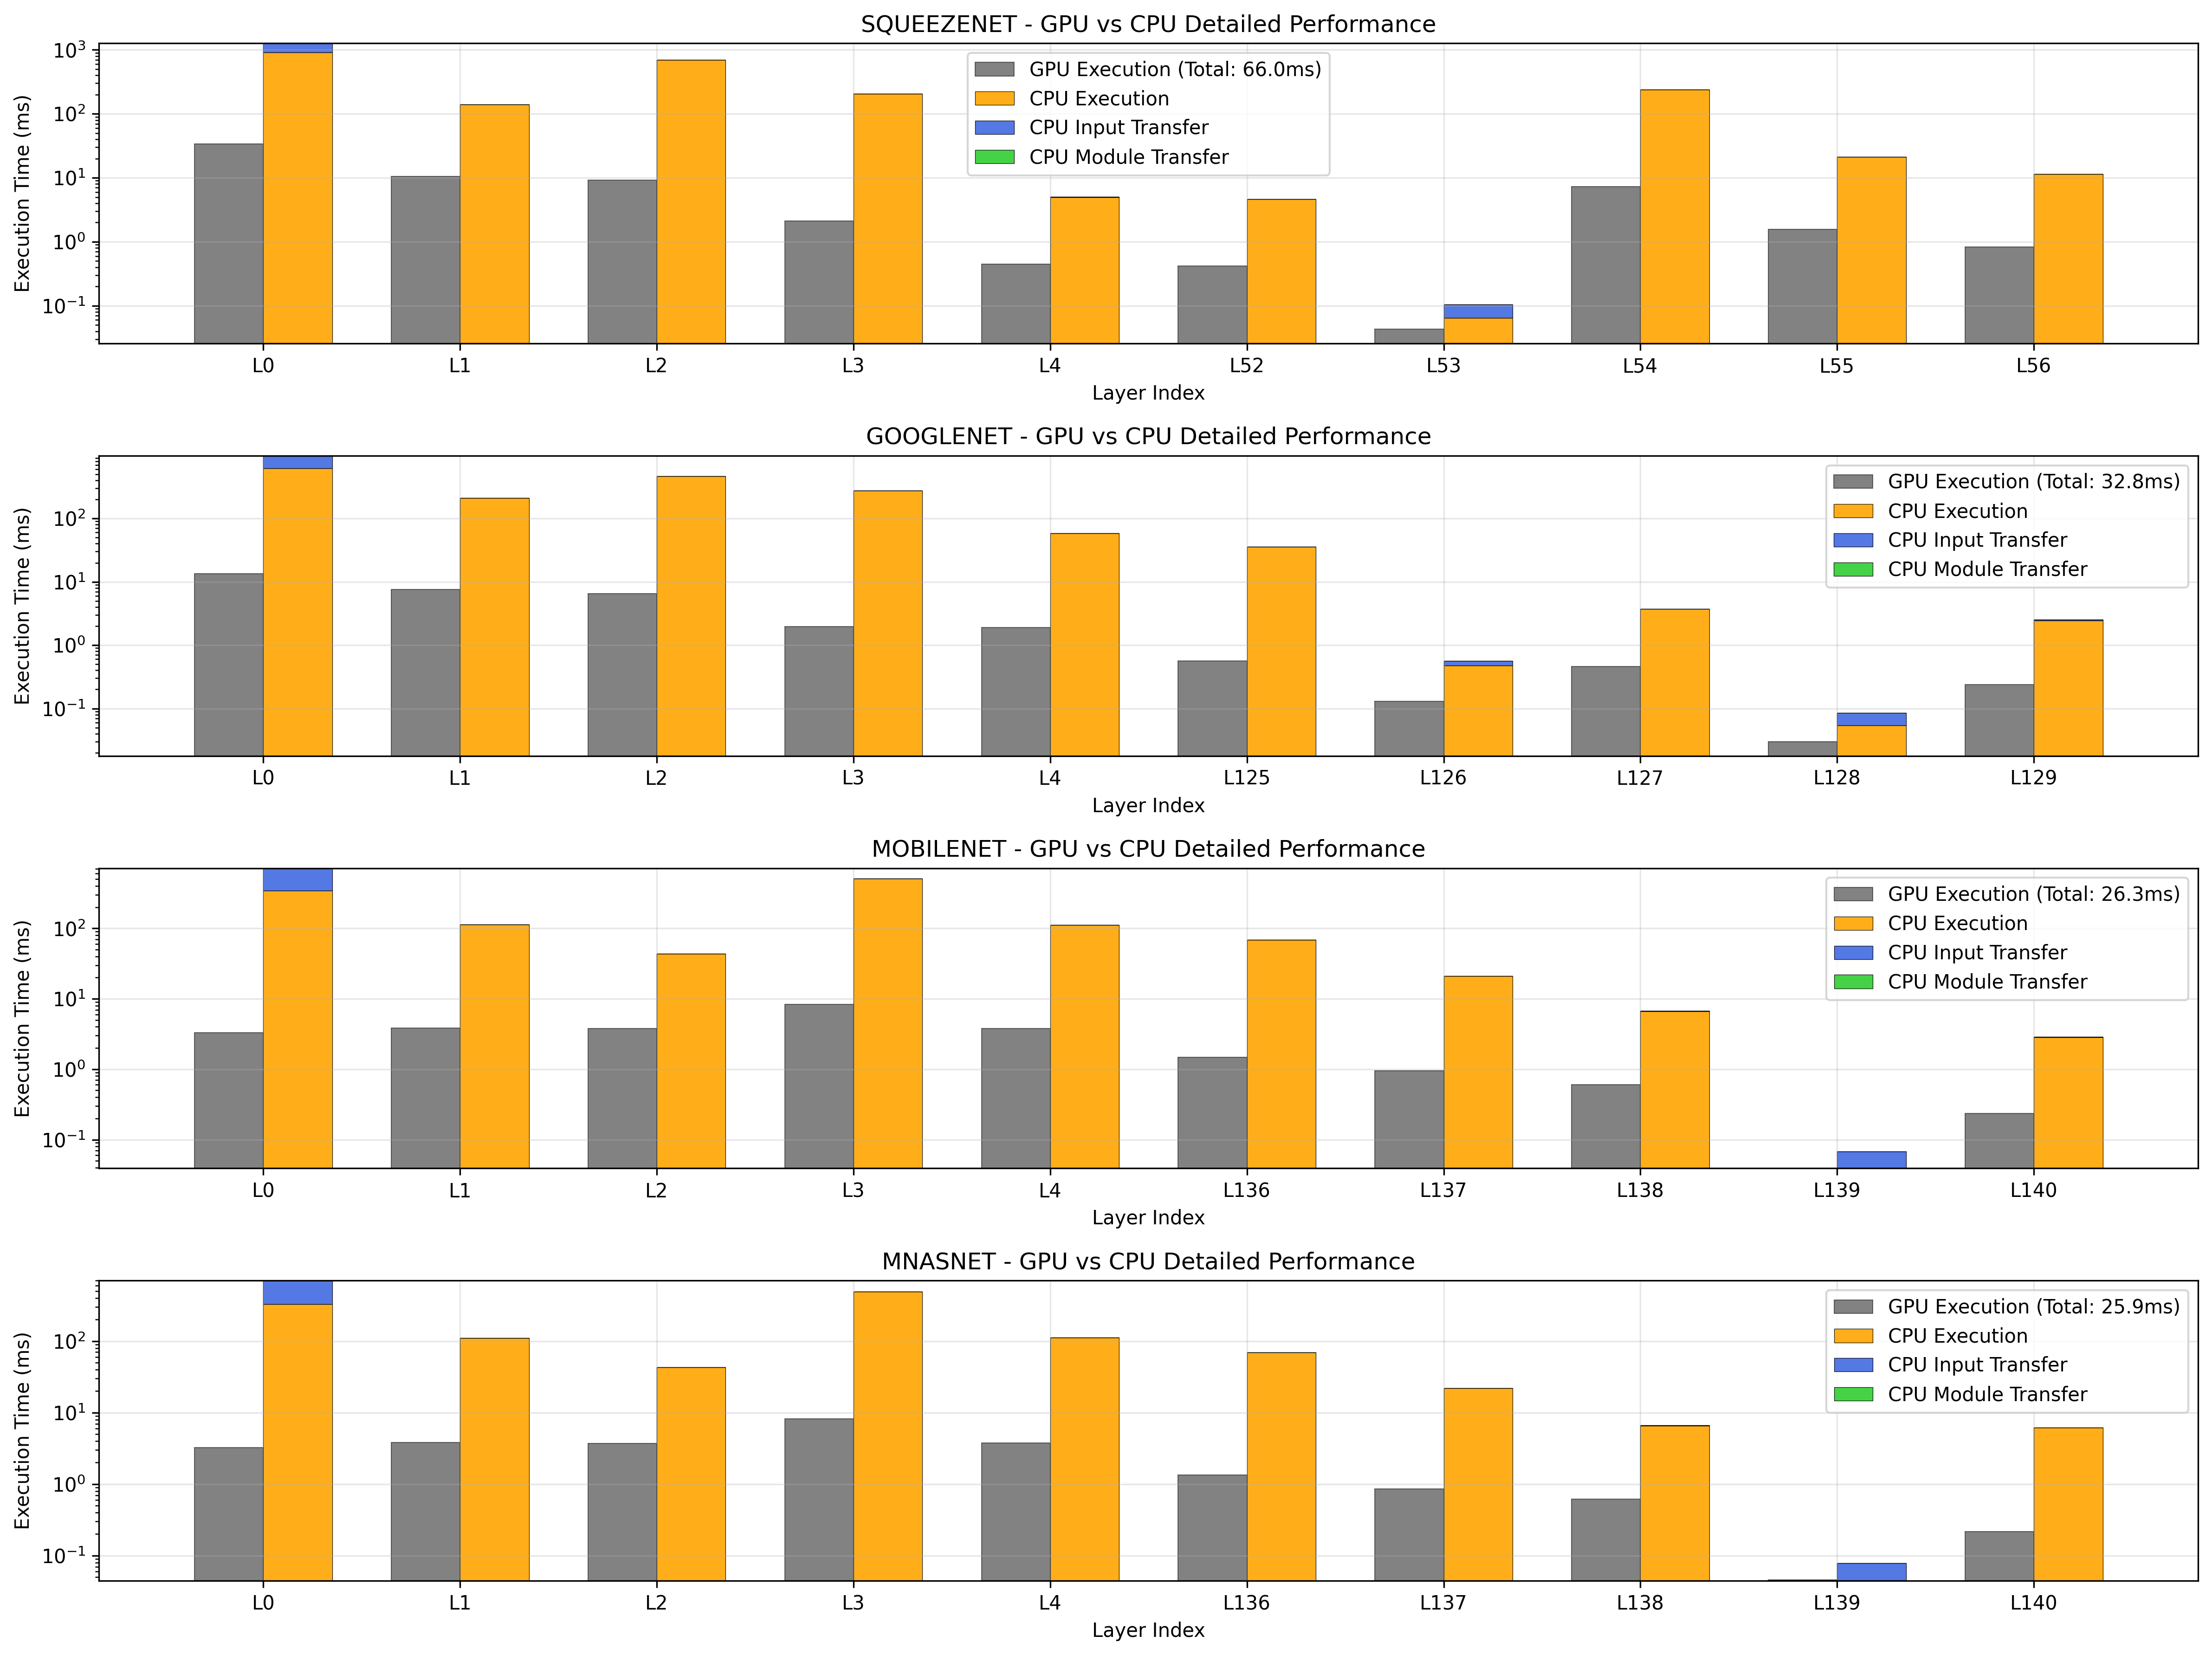 SQUEEZENET - GPU vs CPU Detailed Performance
Execution Time (ms)
10³
10²
10¹
10⁰
10⁻¹
GPU Execution (Total: 66.0ms)
CPU Execution
CPU Input Transfer
CPU Module Transfer
L0 L1 L2 L3 L4 L52 L53 L54 L55 L56
Layer Index
GOOGLENET - GPU vs CPU Detailed Performance
Execution Time (ms)
10²
10¹
10⁰
10⁻¹
GPU Execution (Total: 32.8ms)
CPU Execution
CPU Input Transfer
CPU Module Transfer
L0 L1 L2 L3 L4 L125 L126 L127 L128 L129
Layer Index
MOBILENET - GPU vs CPU Detailed Performance
Execution Time (ms)
10²
10¹
10⁰
10⁻¹
GPU Execution (Total: 26.3ms)
CPU Execution
CPU Input Transfer
CPU Module Transfer
L0 L1 L2 L3 L4 L136 L137 L138 L139 L140
Layer Index
MNASNET - GPU vs CPU Detailed Performance
Execution Time (ms)
10²
10¹
10⁰
10⁻¹
GPU Execution (Total: 25.9ms)
CPU Execution
CPU Input Transfer
CPU Module Transfer
L0 L1 L2 L3 L4 L136 L137 L138 L139 L140
Layer Index